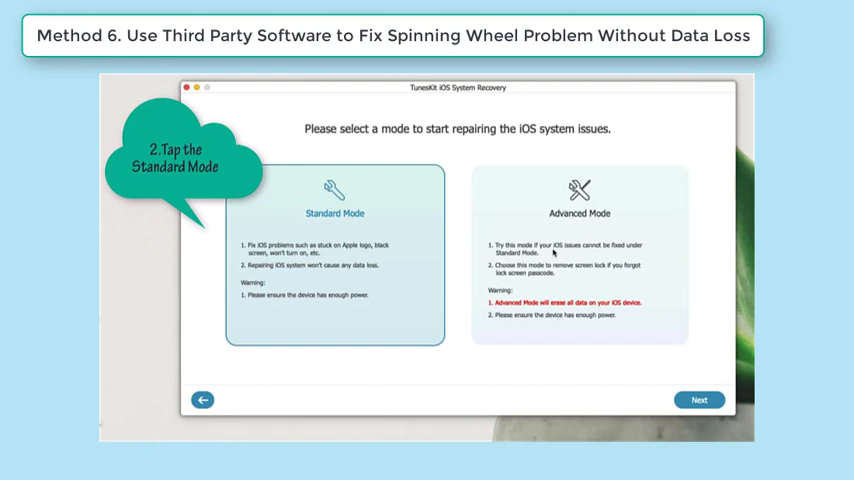 Method 6. Use Third Party Software to Fix Spinning Wheel Problem Without Data Loss
TunesKit iOS System Recovery
2.Tap the
Standard Mode
Please select a mode to start repairing the iOS system issues.
Standard Mode
1. Fix iOS problems such as stuck on Apple logo, black
screen, won't turn on, etc.
2. Repairing iOS system won't cause any data loss.
Warning:
1. Please ensure the device has enough power.
Advanced Mode
1. Try this mode if your iOS issues cannot be fixed under
Standard Mode.
2. Choose this mode to remove screen lock if you forgot
lock screen passcode.
Warning:
1. Advanced Mode will erase all data on your iOS device.
2. Please ensure the device has enough power.
Next